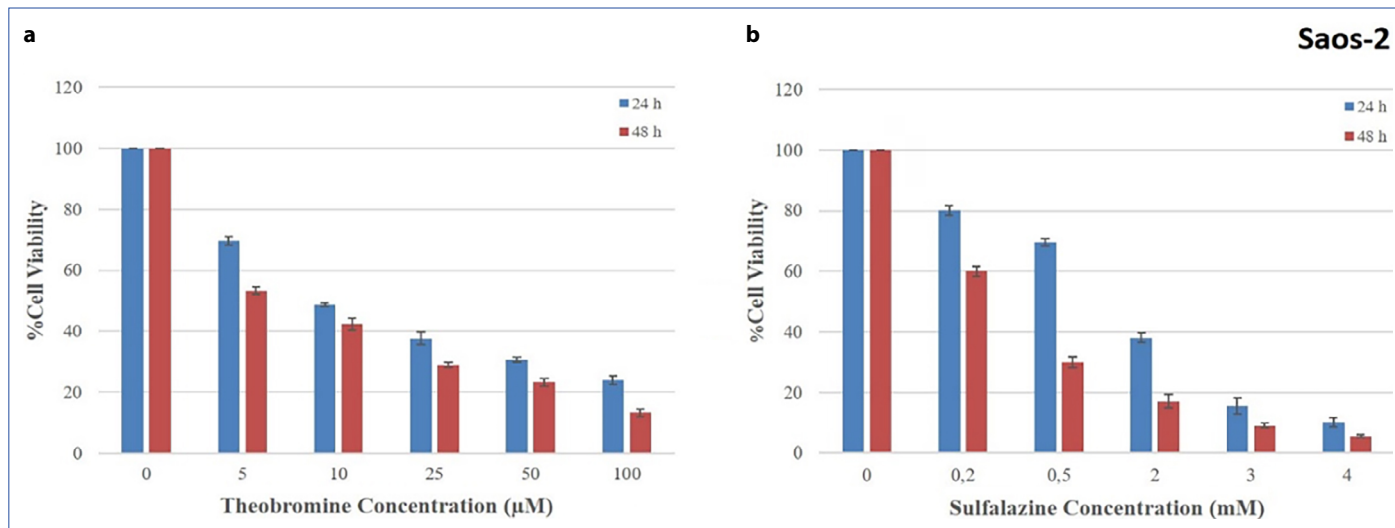 a
120
100
80
60
40
20
0
%Cell Viability
24 h
48 h
0 5 10 25 50 100
Theobromine Concentration (µM)
b
Saos-2
120
100
80
60
40
20
0
%Cell Viability
24 h
48 h
0 0,2 0,5 2 3 4
Sulfalazine Concentration (mM)